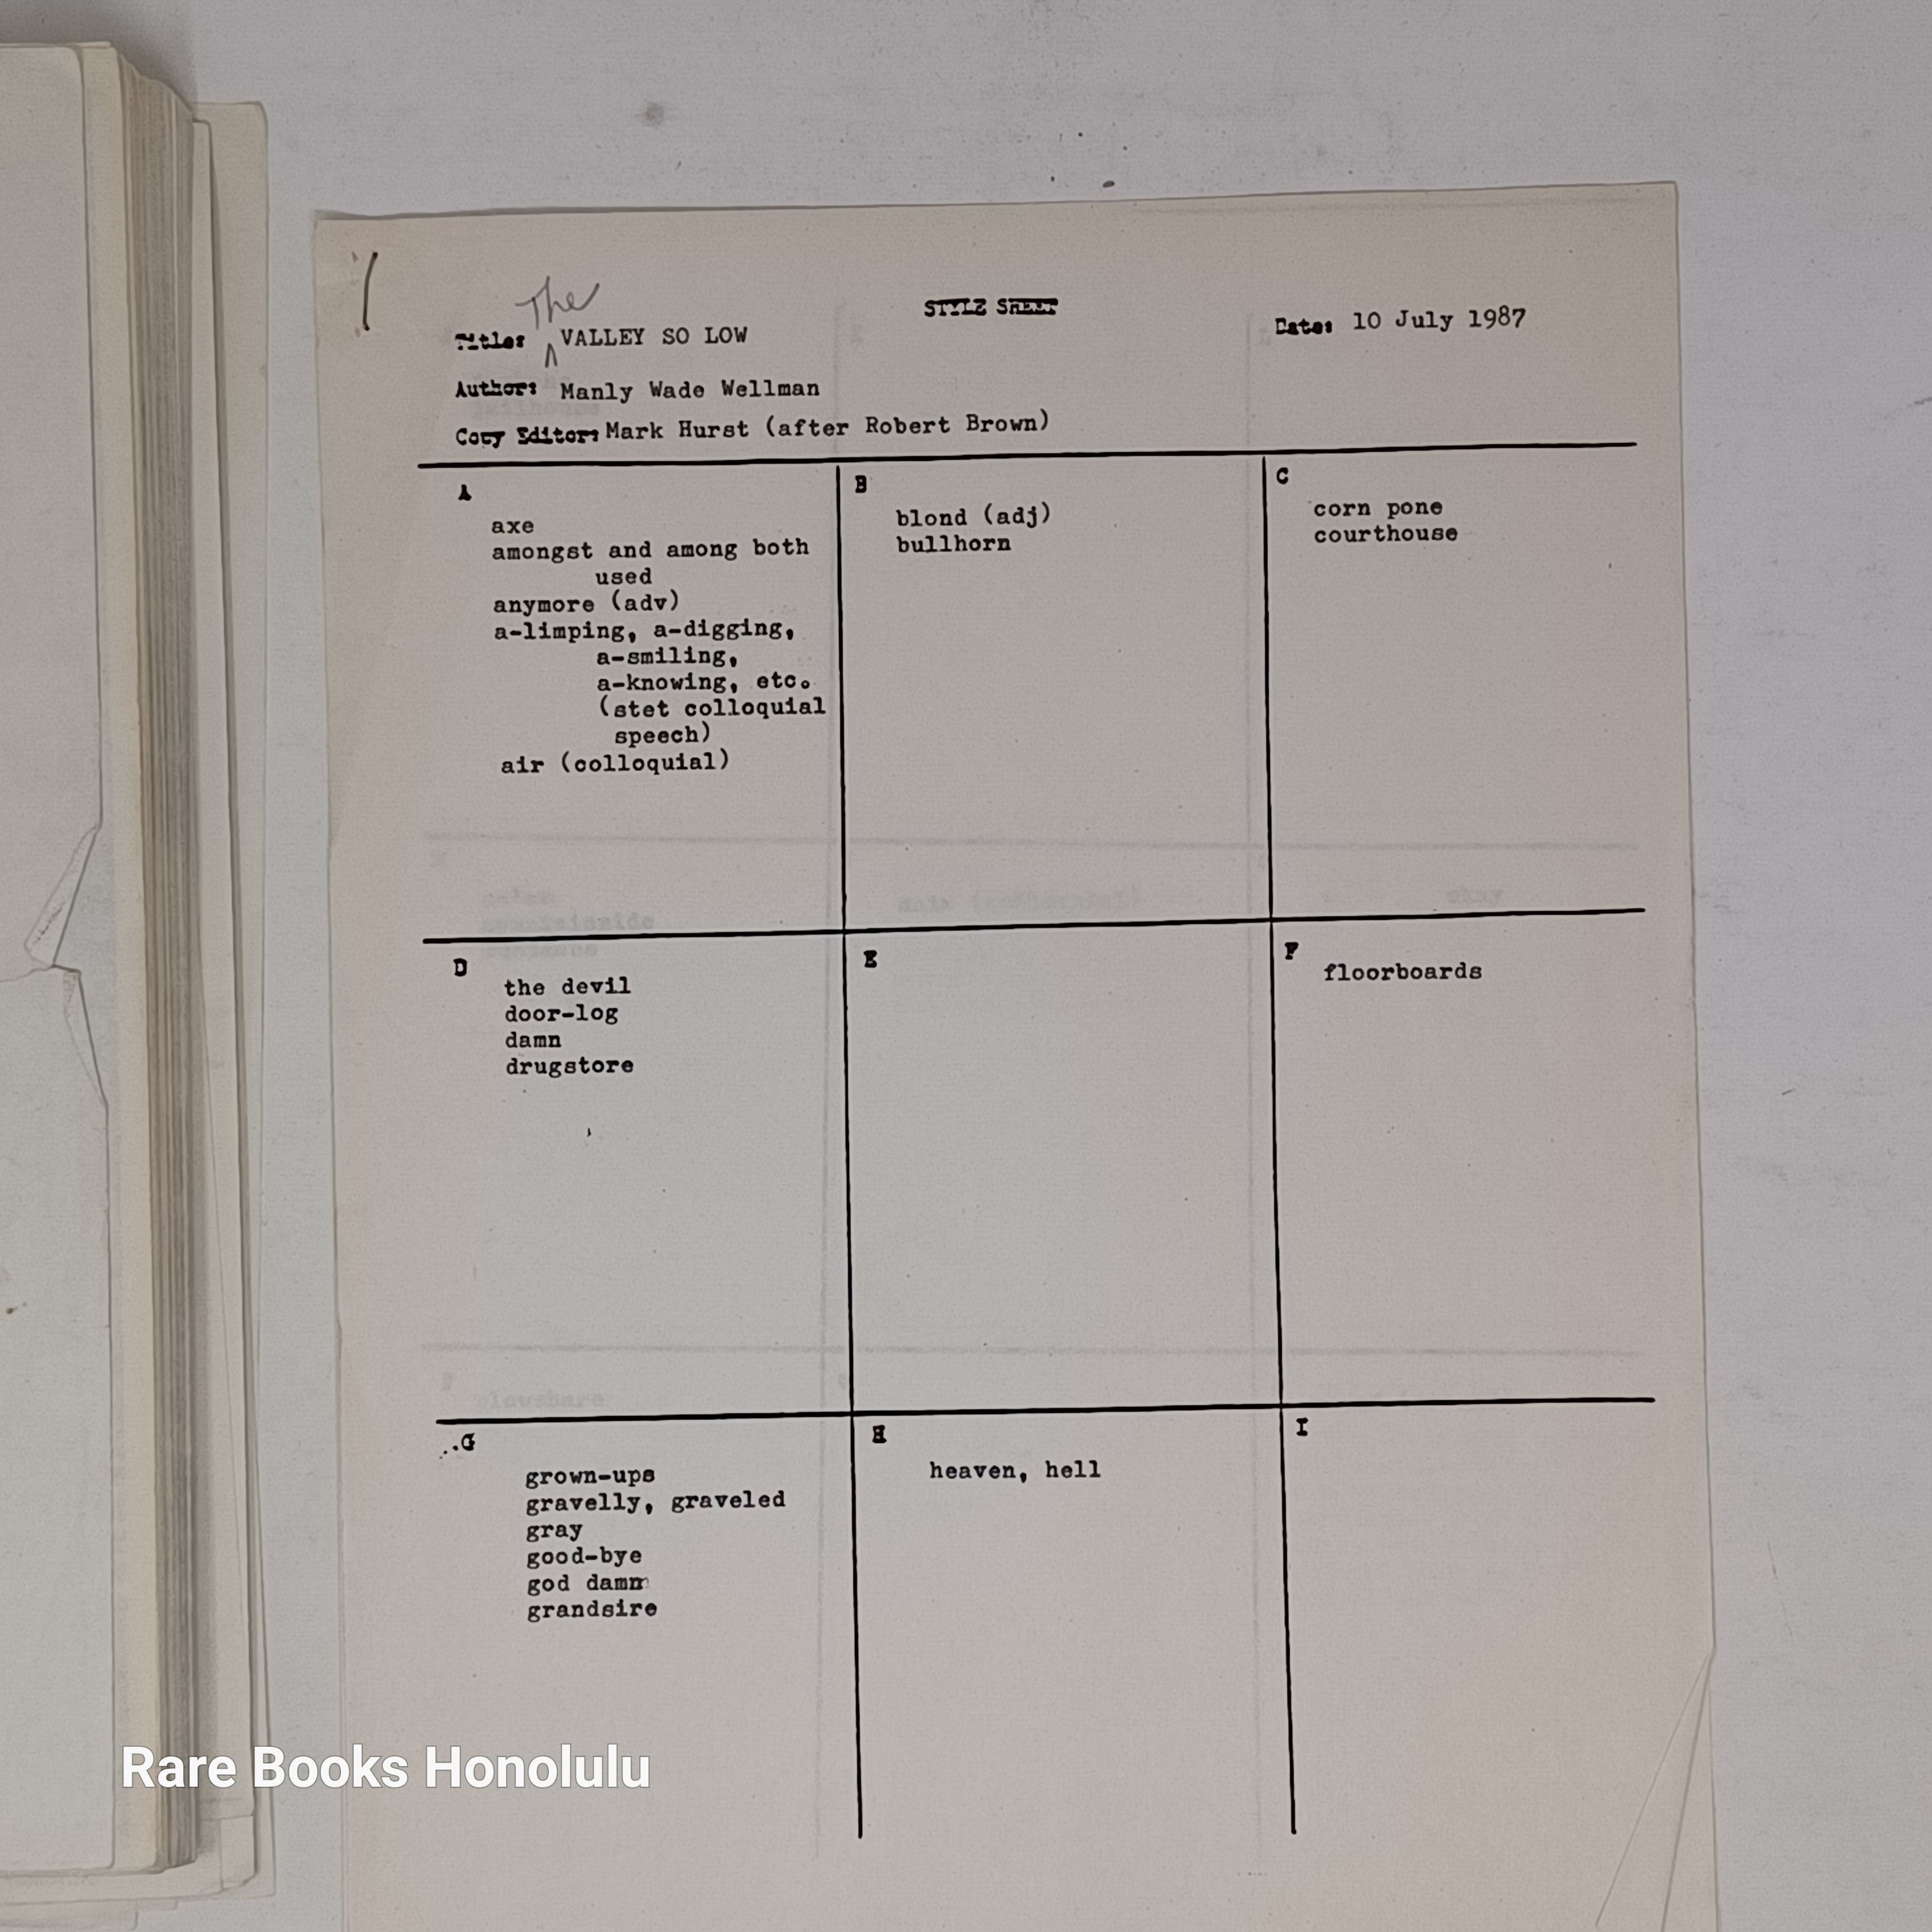 The
STYLE SHEET
Title: ^ VALLEY SO LOW
Date: 10 July 1987
Author: Manly Wade Wellman
Copy Editor: Mark Hurst (after Robert Brown)
A
axe
amongst and among both
used
anymore (adv)
a-limping, a-digging,
a-smiling,
a-knowing, etc.
(stet colloquial
speech)
air (colloquial)
B
blond (adj)
bullhorn
C
corn pone
courthouse
D
the devil
door-log
damn
drugstore
E
F
floorboards
G
grown-ups
gravelly, graveled
gray
good-bye
god damn
grandsire
H
heaven, hell
I
plowshare
Rare Books Honolulu